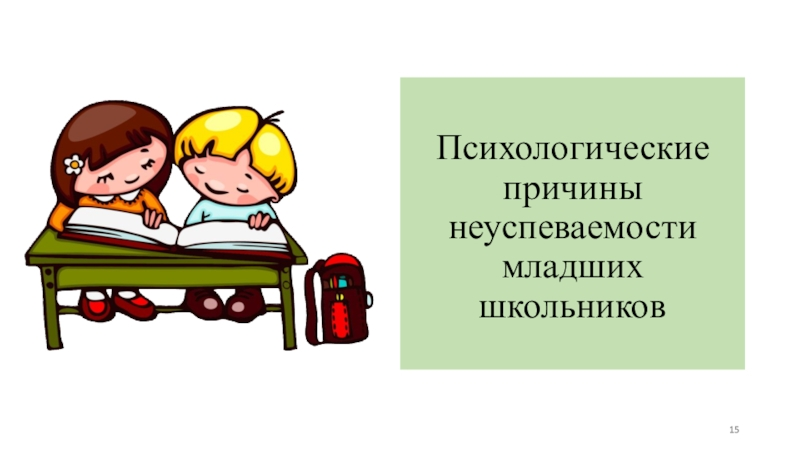 Психологические
причины
неуспеваемости
младших
школьников
15